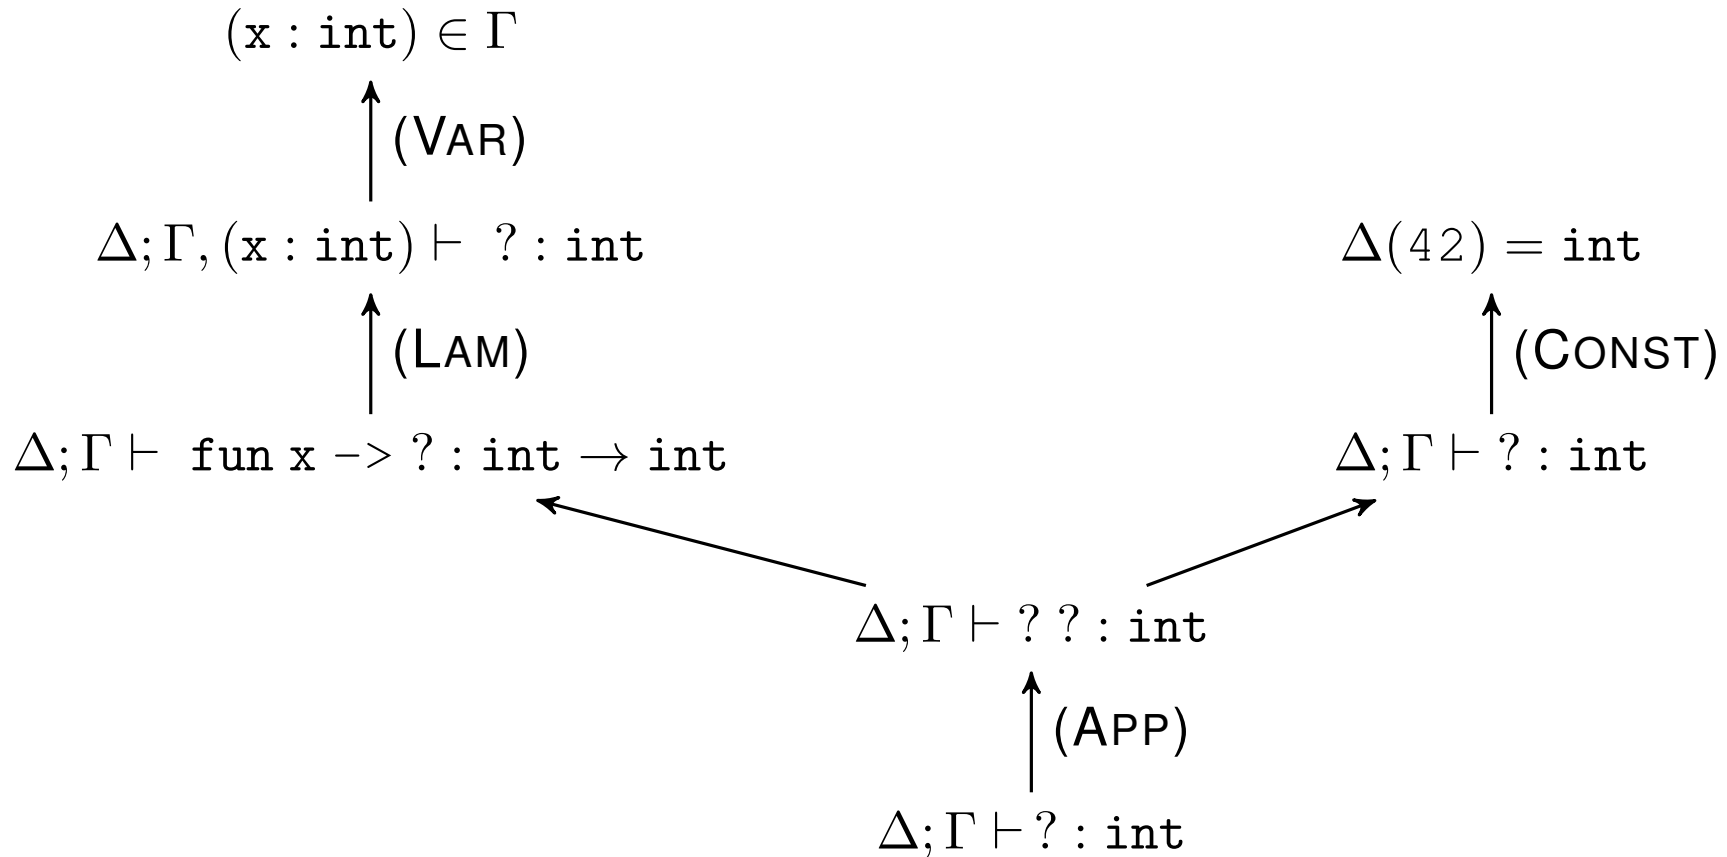 (x : int) ∈ Γ
(VAR)
Δ; Γ, (x : int) ⊢ ? : int
Δ(42) = int
(LAM)
(CONST)
Δ; Γ ⊢ fun x -> ? : int → int
Δ; Γ ⊢ ? : int
Δ; Γ ⊢ ? ? : int
(APP)
Δ; Γ ⊢ ? : int